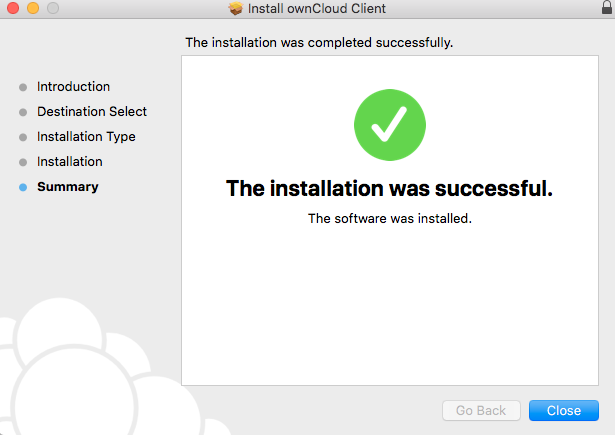 Install ownCloud Client
The installation was completed successfully.
Introduction
Destination Select
Installation Type
Installation
Summary
The installation was successful.
The software was installed.
Go Back
Close